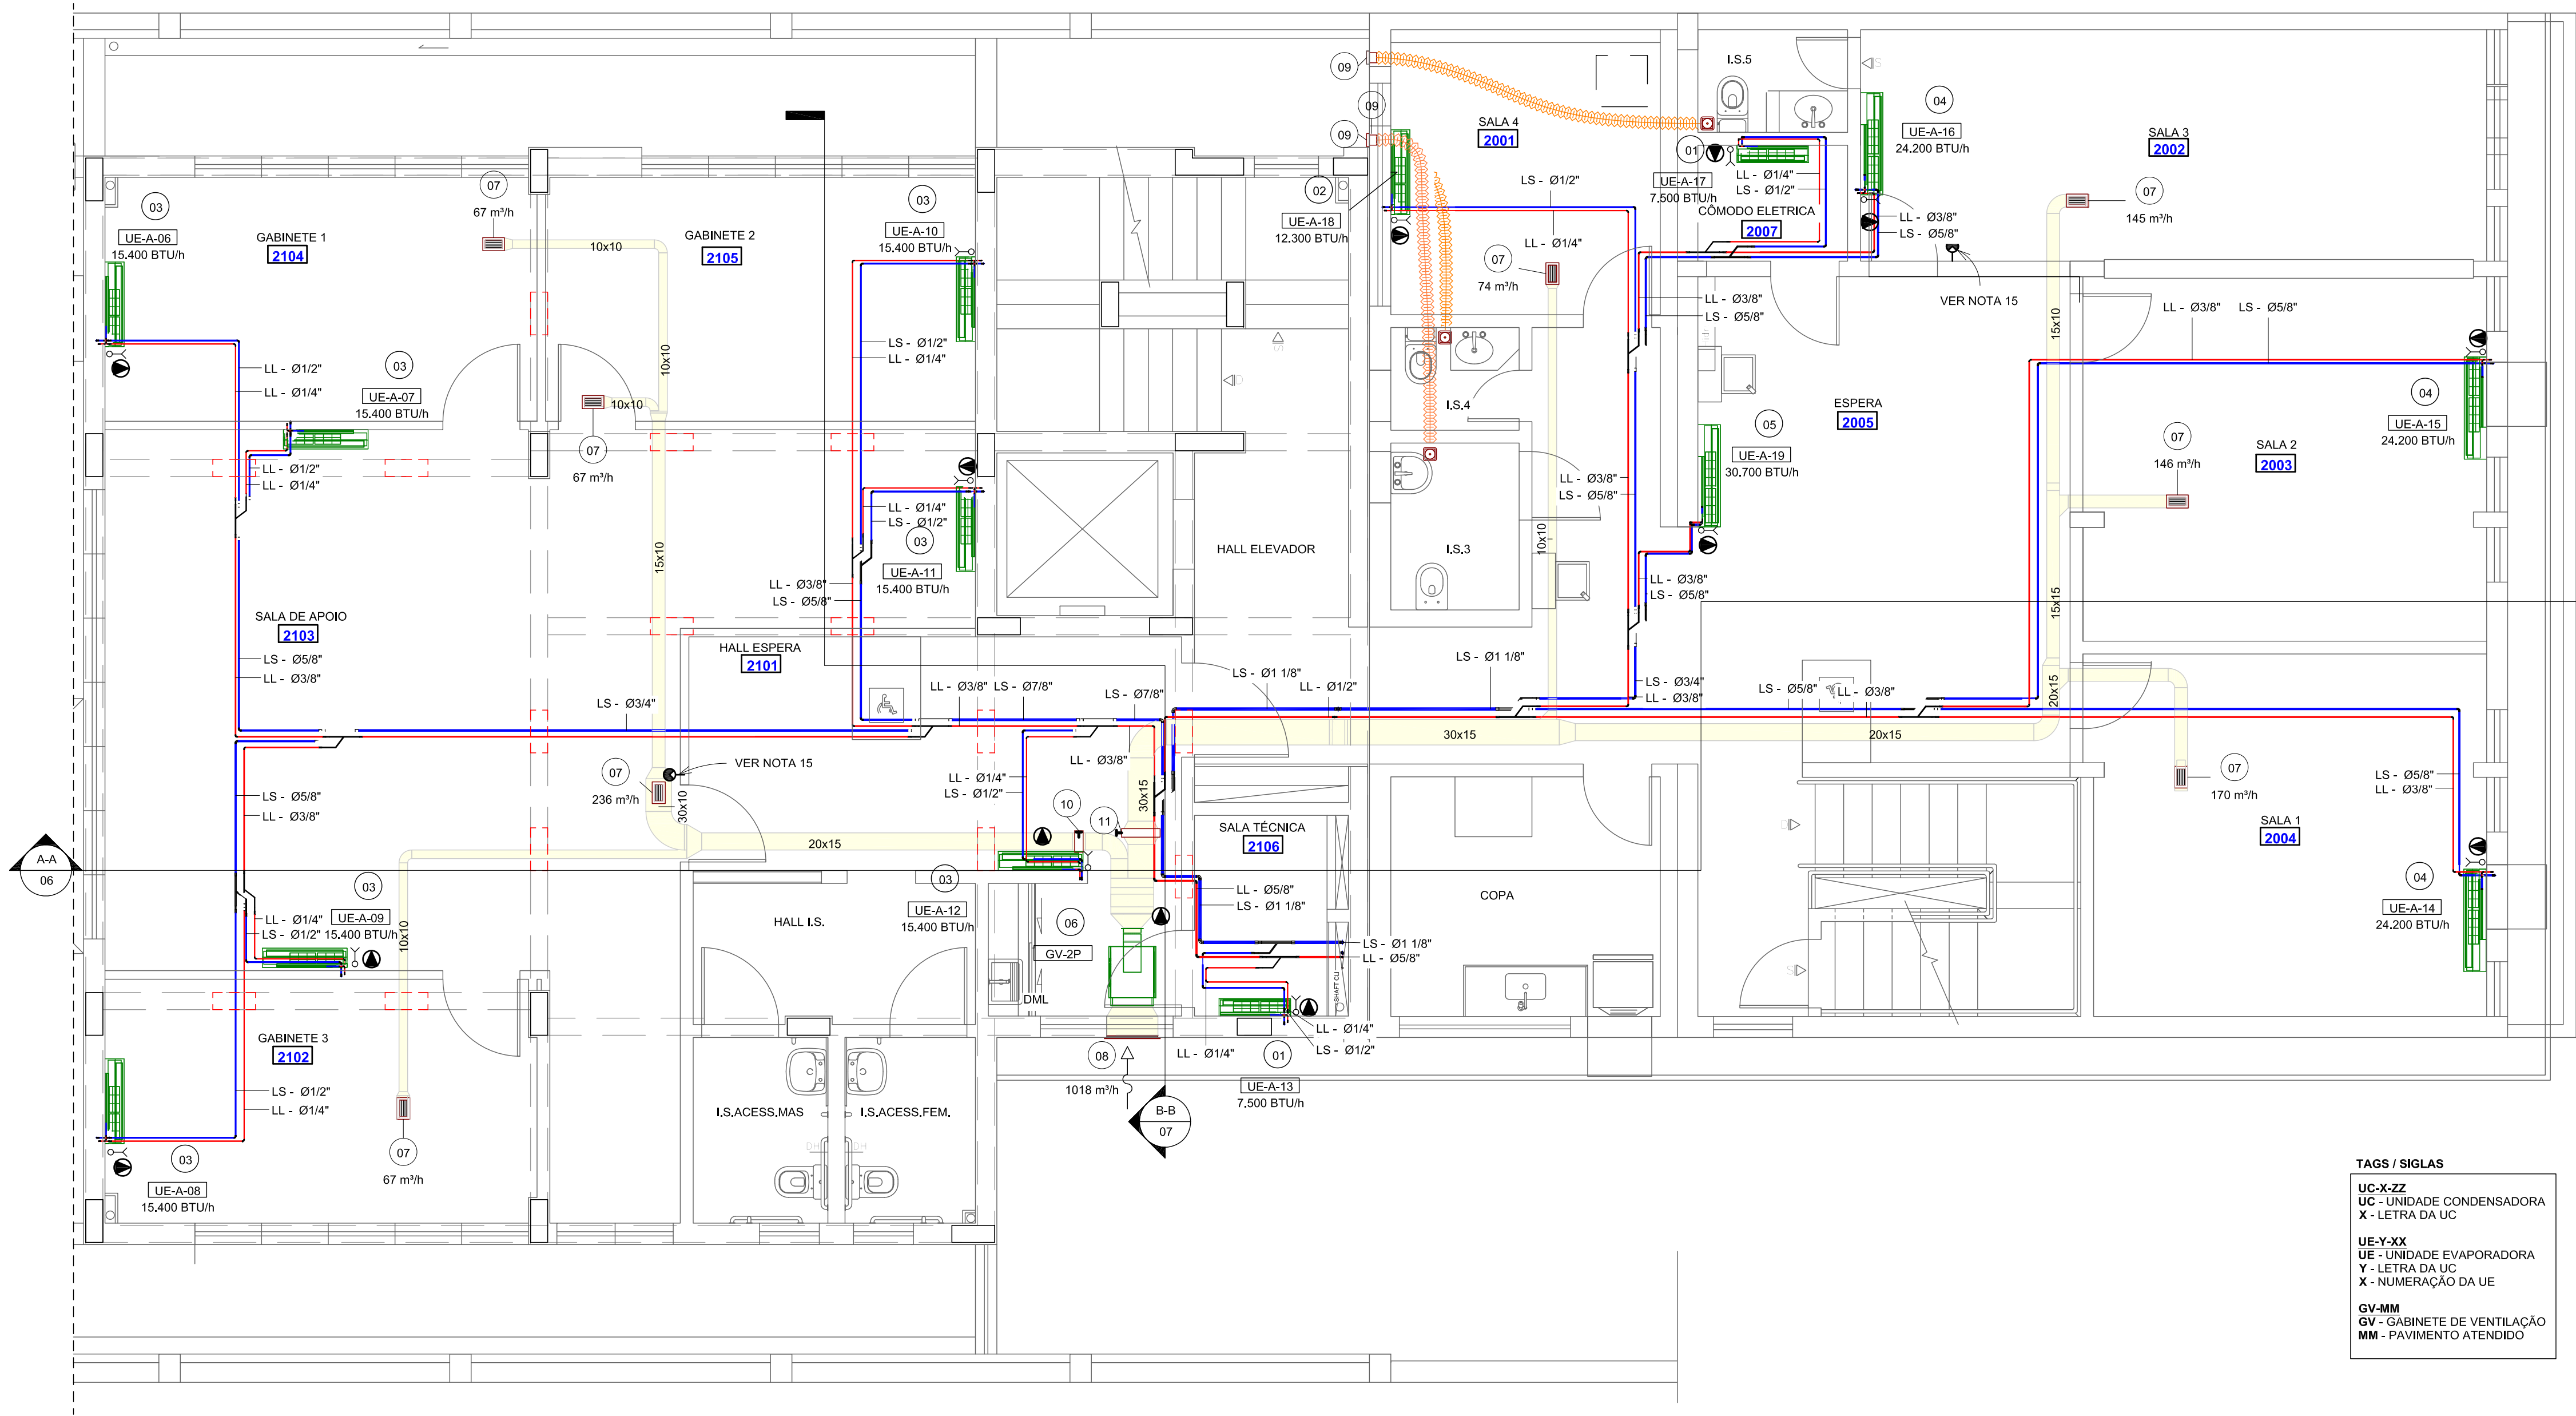 09
I.S.5
09
04
SALA 4
2001
UE-A-16
24.200 BTU/h
SALA 3
2002
09
01
07
67 m³/h
03
03
02
LS - Ø1/2"
UE-A-17
7.500 BTU/h
LL - Ø1/4"
LS - Ø1/2"
07
145 m³/h
UE-A-06
15.400 BTU/h
GABINETE 1
2104
10x10
GABINETE 2
2105
UE-A-10
15.400 BTU/h
UE-A-18
12.300 BTU/h
CÔMODO ELETRICA
2007
LL - Ø3/8"
LS - Ø5/8"
LL - Ø1/4"
07
74 m³/h
VER NOTA 15
LL - Ø3/8"
LS - Ø5/8"
LL - Ø3/8"
LS - Ø5/8"
15x10
LS - Ø1/2"
LL - Ø1/4"
10x10
LL - Ø1/2"
LL - Ø1/4"
03
UE-A-07
15.400 BTU/h
10x10
07
67 m³/h
I.S.4
ESPERA
2005
04
UE-A-15
24.200 BTU/h
05
UE-A-19
30.700 BTU/h
07
146 m³/h
SALA 2
2003
LL - Ø1/2"
LL - Ø1/4"
LL - Ø3/8"
LS - Ø5/8"
LL - Ø1/4"
LS - Ø1/2"
03
UE-A-11
15.400 BTU/h
HALL ELEVADOR
I.S.3
10x10
15x10
LL - Ø3/8"
LS - Ø5/8"
LL - Ø3/8"
LS - Ø5/8"
15x15
SALA DE APOIO
2103
HALL ESPERA
2101
LS - Ø5/8"
LL - Ø3/8"
LS - Ø1 1/8"
LS - Ø1 1/8"
LL - Ø1/2"
LL - Ø3/8"
LS - Ø7/8"
LS - Ø7/8"
LS - Ø3/4"
LS - Ø3/4"
LL - Ø3/8"
LS - Ø5/8"
LL - Ø3/8"
20x15
30x15
20x15
VER NOTA 15
LL - Ø3/8"
07
236 m³/h
30x10
LL - Ø1/4"
LS - Ø1/2"
30x15
07
170 m³/h
LS - Ø5/8"
LL - Ø3/8"
LS - Ø5/8"
LL - Ø3/8"
10
11
SALA TÉCNICA
2106
SALA 1
2004
20x15
A-A
06
03
UE-A-09
15.400 BTU/h
LL - Ø1/4"
LS - Ø1/2"
10x10
HALL I.S.
03
UE-A-12
15.400 BTU/h
06
GV-2P
LL - Ø5/8"
LS - Ø1 1/8"
COPA
04
UE-A-14
24.200 BTU/h
LS - Ø1 1/8"
LL - Ø5/8"
SHAFT CLI
DML
GABINETE 3
2102
LL - Ø1/4"
LS - Ø1/2"
LL - Ø1/4"
08
1018 m³/h
01
UE-A-13
7.500 BTU/h
LS - Ø1/2"
LL - Ø1/4"
I.S.ACESS.MAS
I.S.ACESS.FEM.
B-B
07
03
UE-A-08
15.400 BTU/h
07
67 m³/h
TAGS / SIGLAS
UC-X-ZZ
UC - UNIDADE CONDENSADORA
X - LETRA DA UC
UE-Y-XX
UE - UNIDADE EVAPORADORA
Y - LETRA DA UC
X - NUMERAÇÃO DA UE
GV-MM
GV - GABINETE DE VENTILAÇÃO
MM - PAVIMENTO ATENDIDO